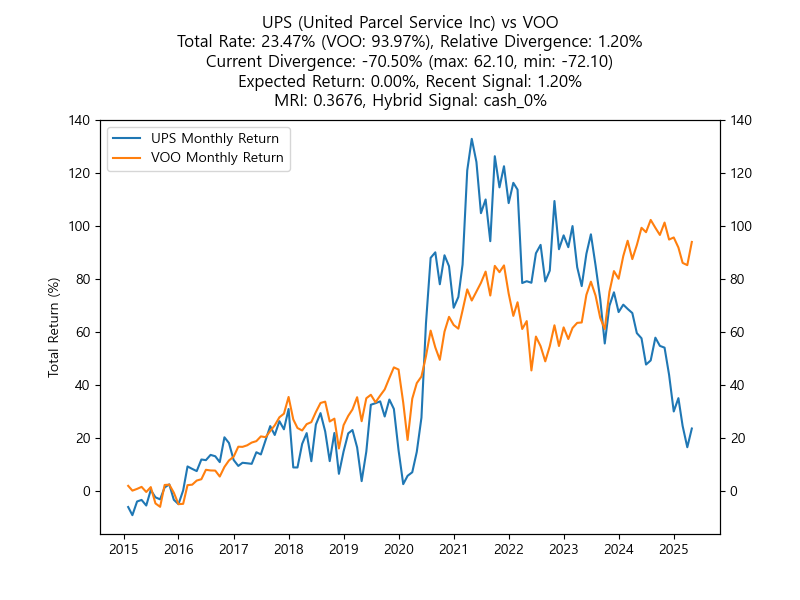 UPS (United Parcel Service Inc) vs VOO
Total Rate: 23.47% (VOO: 93.97%), Relative Divergence: 1.20%
Current Divergence: -70.50% (max: 62.10, min: -72.10)
Expected Return: 0.00%, Recent Signal: 1.20%
MRI: 0.3676, Hybrid Signal: cash_0%
UPS Monthly Return
VOO Monthly Return
Total Return (%)
140
120
100
80
60
40
20
0
140
120
100
80
60
40
20
0
2015 2016 2017 2018 2019 2020 2021 2022 2023 2024 2025